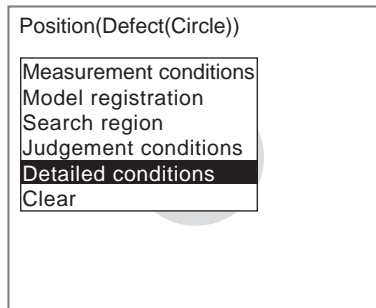 Position(Defect(Circle))
Measurement conditions
Model registration
Search region
Judgement conditions
Detailed conditions
Clear